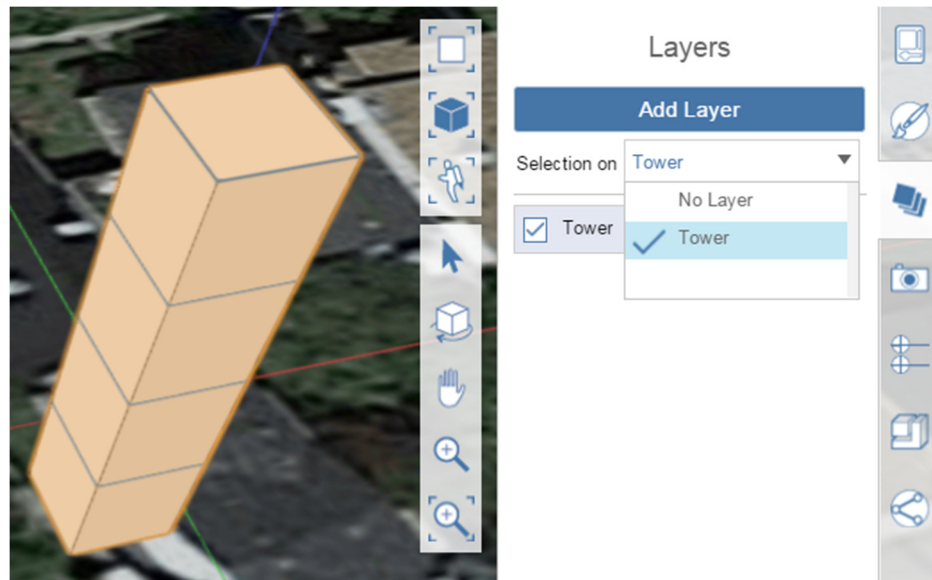 Layers
Add Layer
Selection on Tower
No Layer
Tower
Tower